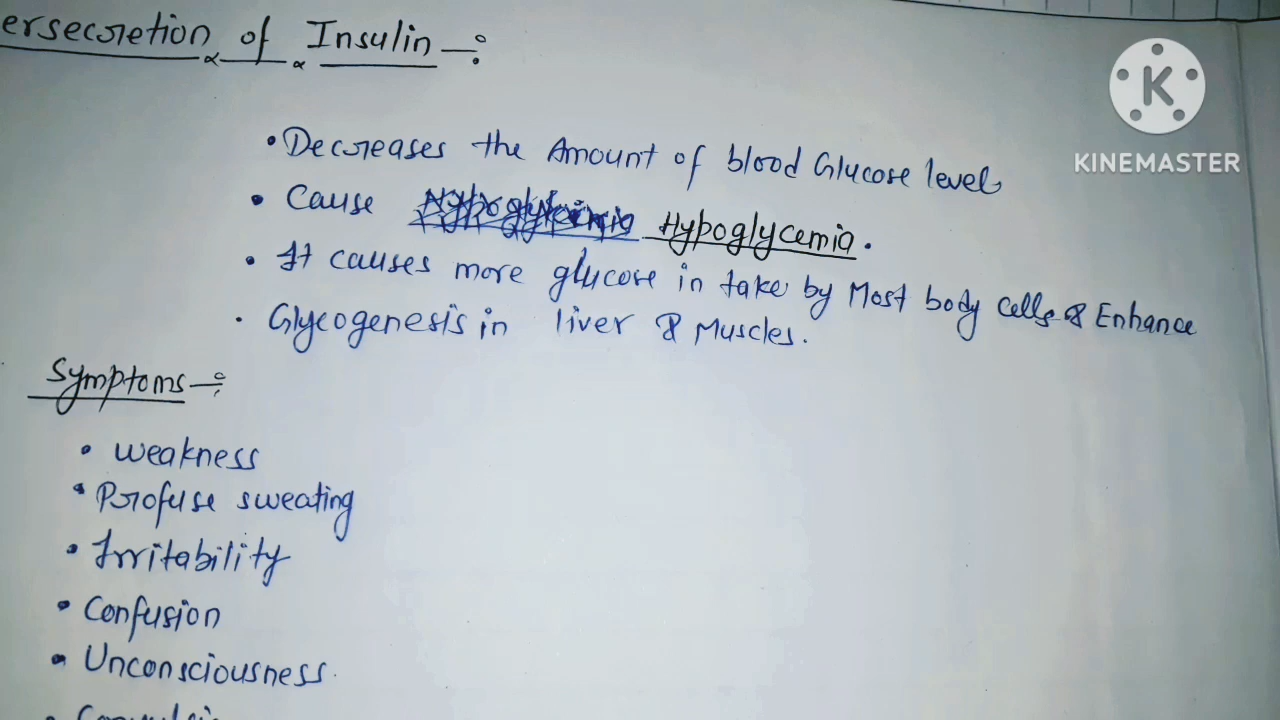 ersecretion of Insulin :
• Decreases the Amount of blood Glucose level
• Cause Hypoglycemia.
• It causes more glucose in take by Most body cells & Enhance
• Glycogenesis in liver & Muscles.
Symptoms :
• Weakness
• Profuse sweating
• Irritability
• Confusion
• Unconsciousness.
K
KINEMASTER